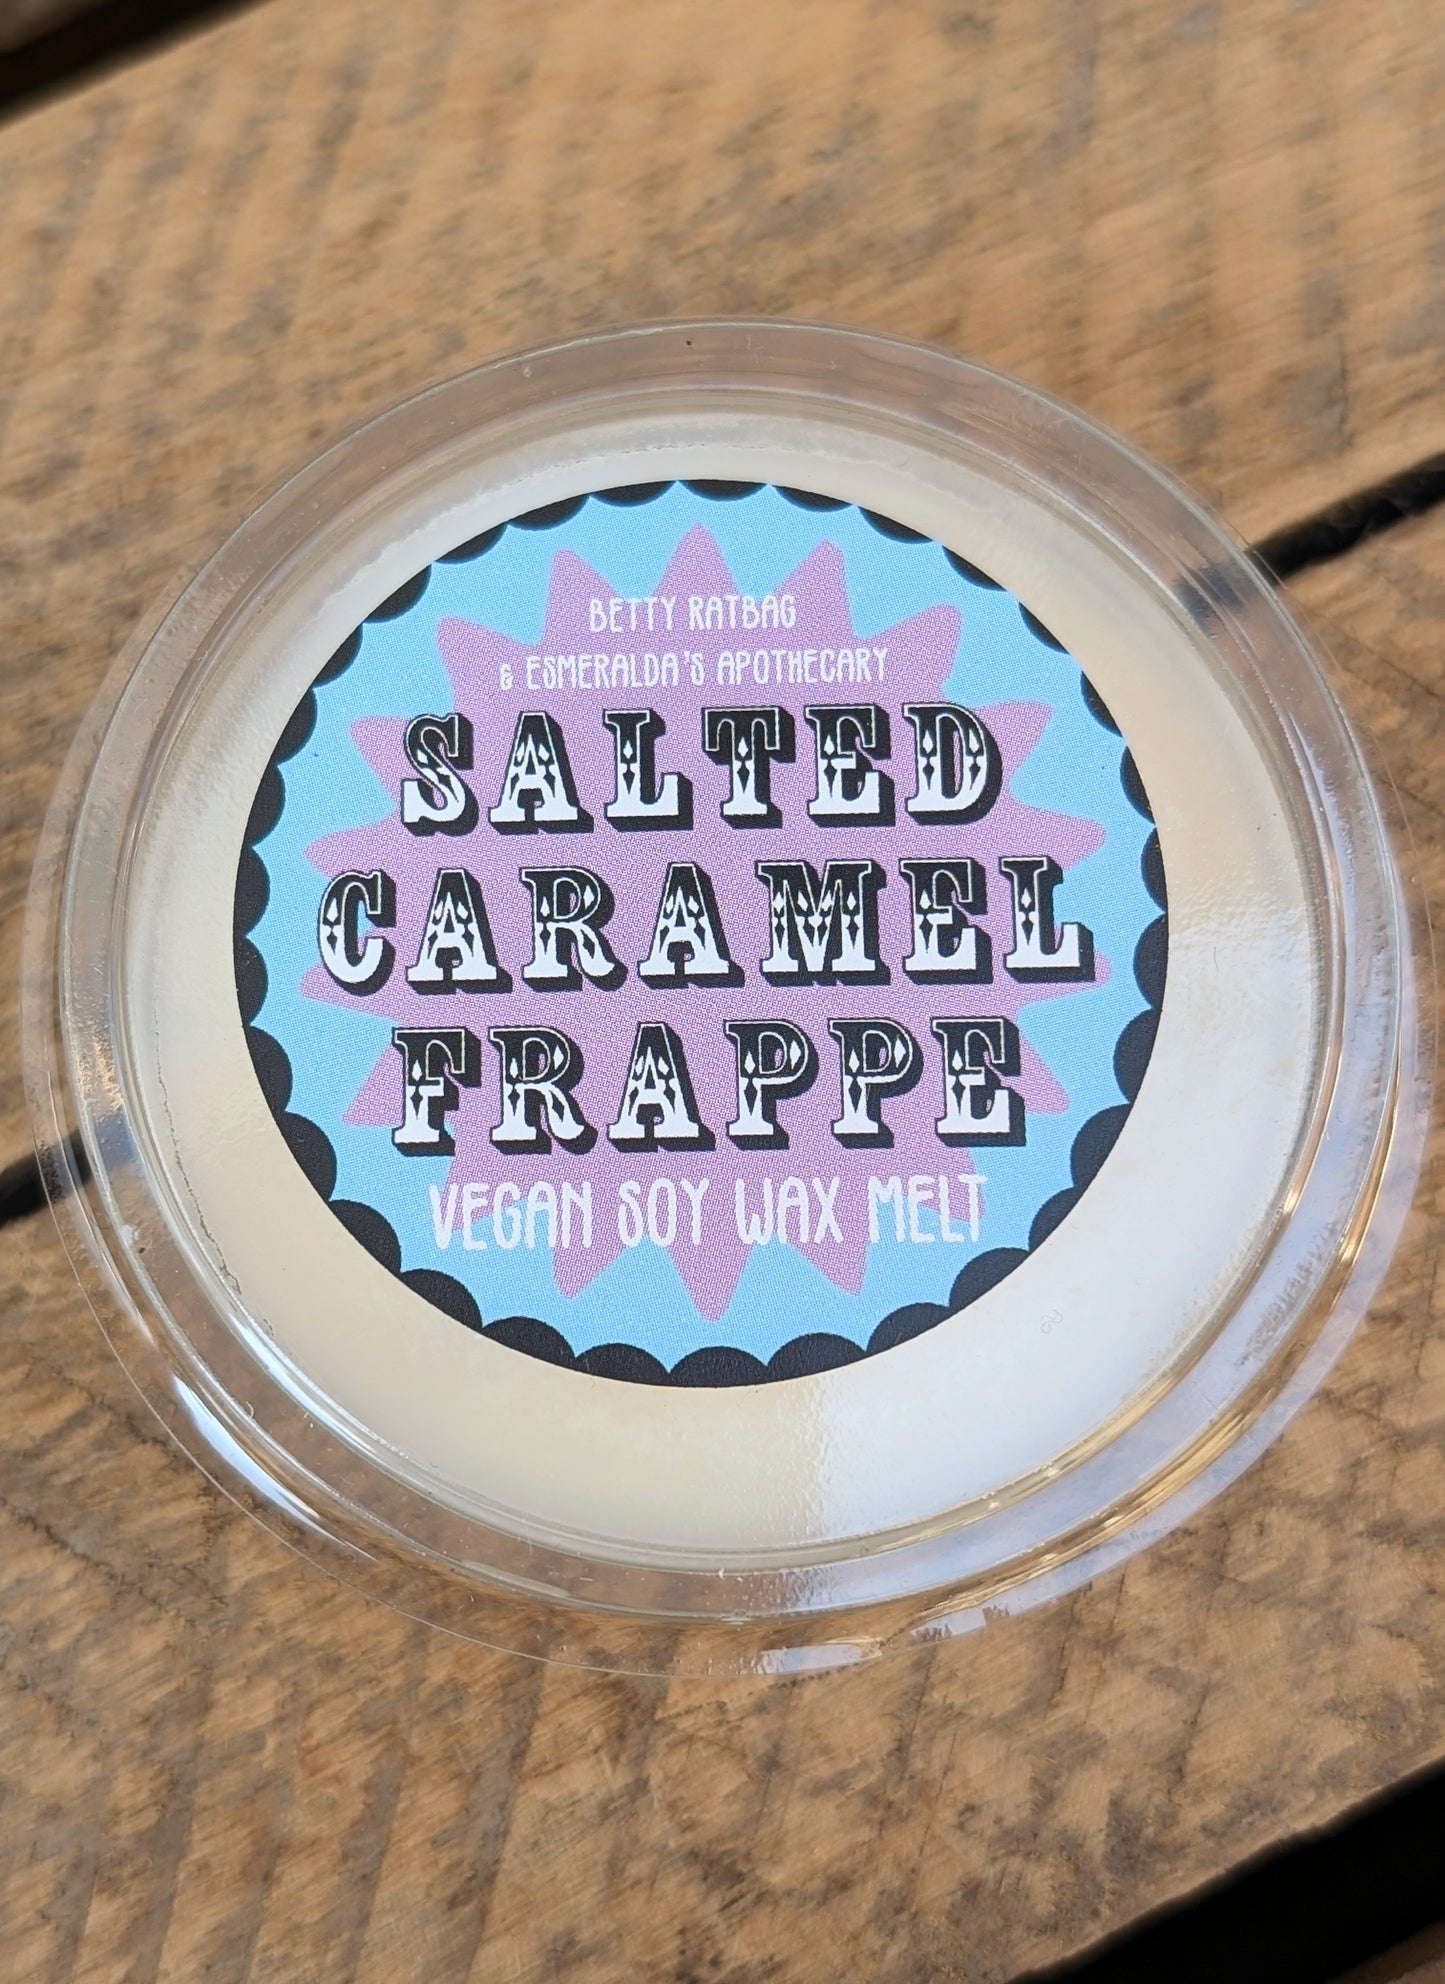 BETTY RATBAG
& ESMERALDA'S APOTHECARY
SALTED
CARAMEL
FRAPPE
VEGAN SOY WAX MELT